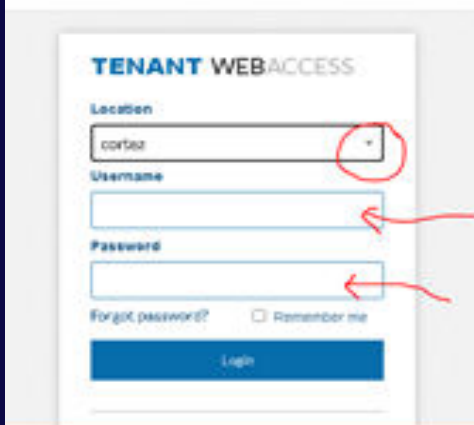 TENANT WEBACCESS
Location
cortez
Username
Password
Forgot password? Remember me
Login